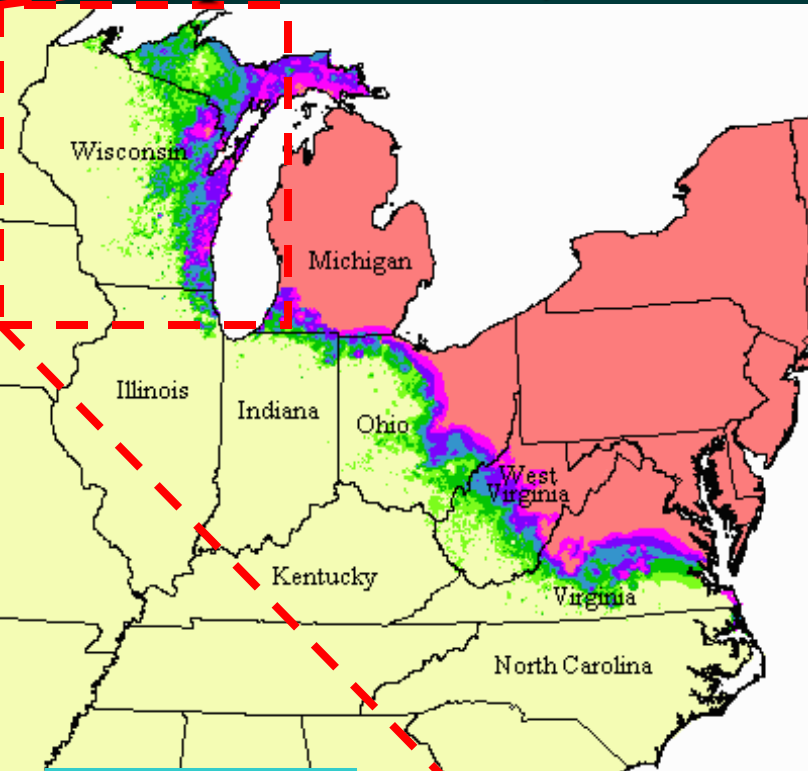 Wisconsin
Michigan
Illinois
Indiana
Ohio
West
Virginia
Kentucky
Virginia
North Carolina